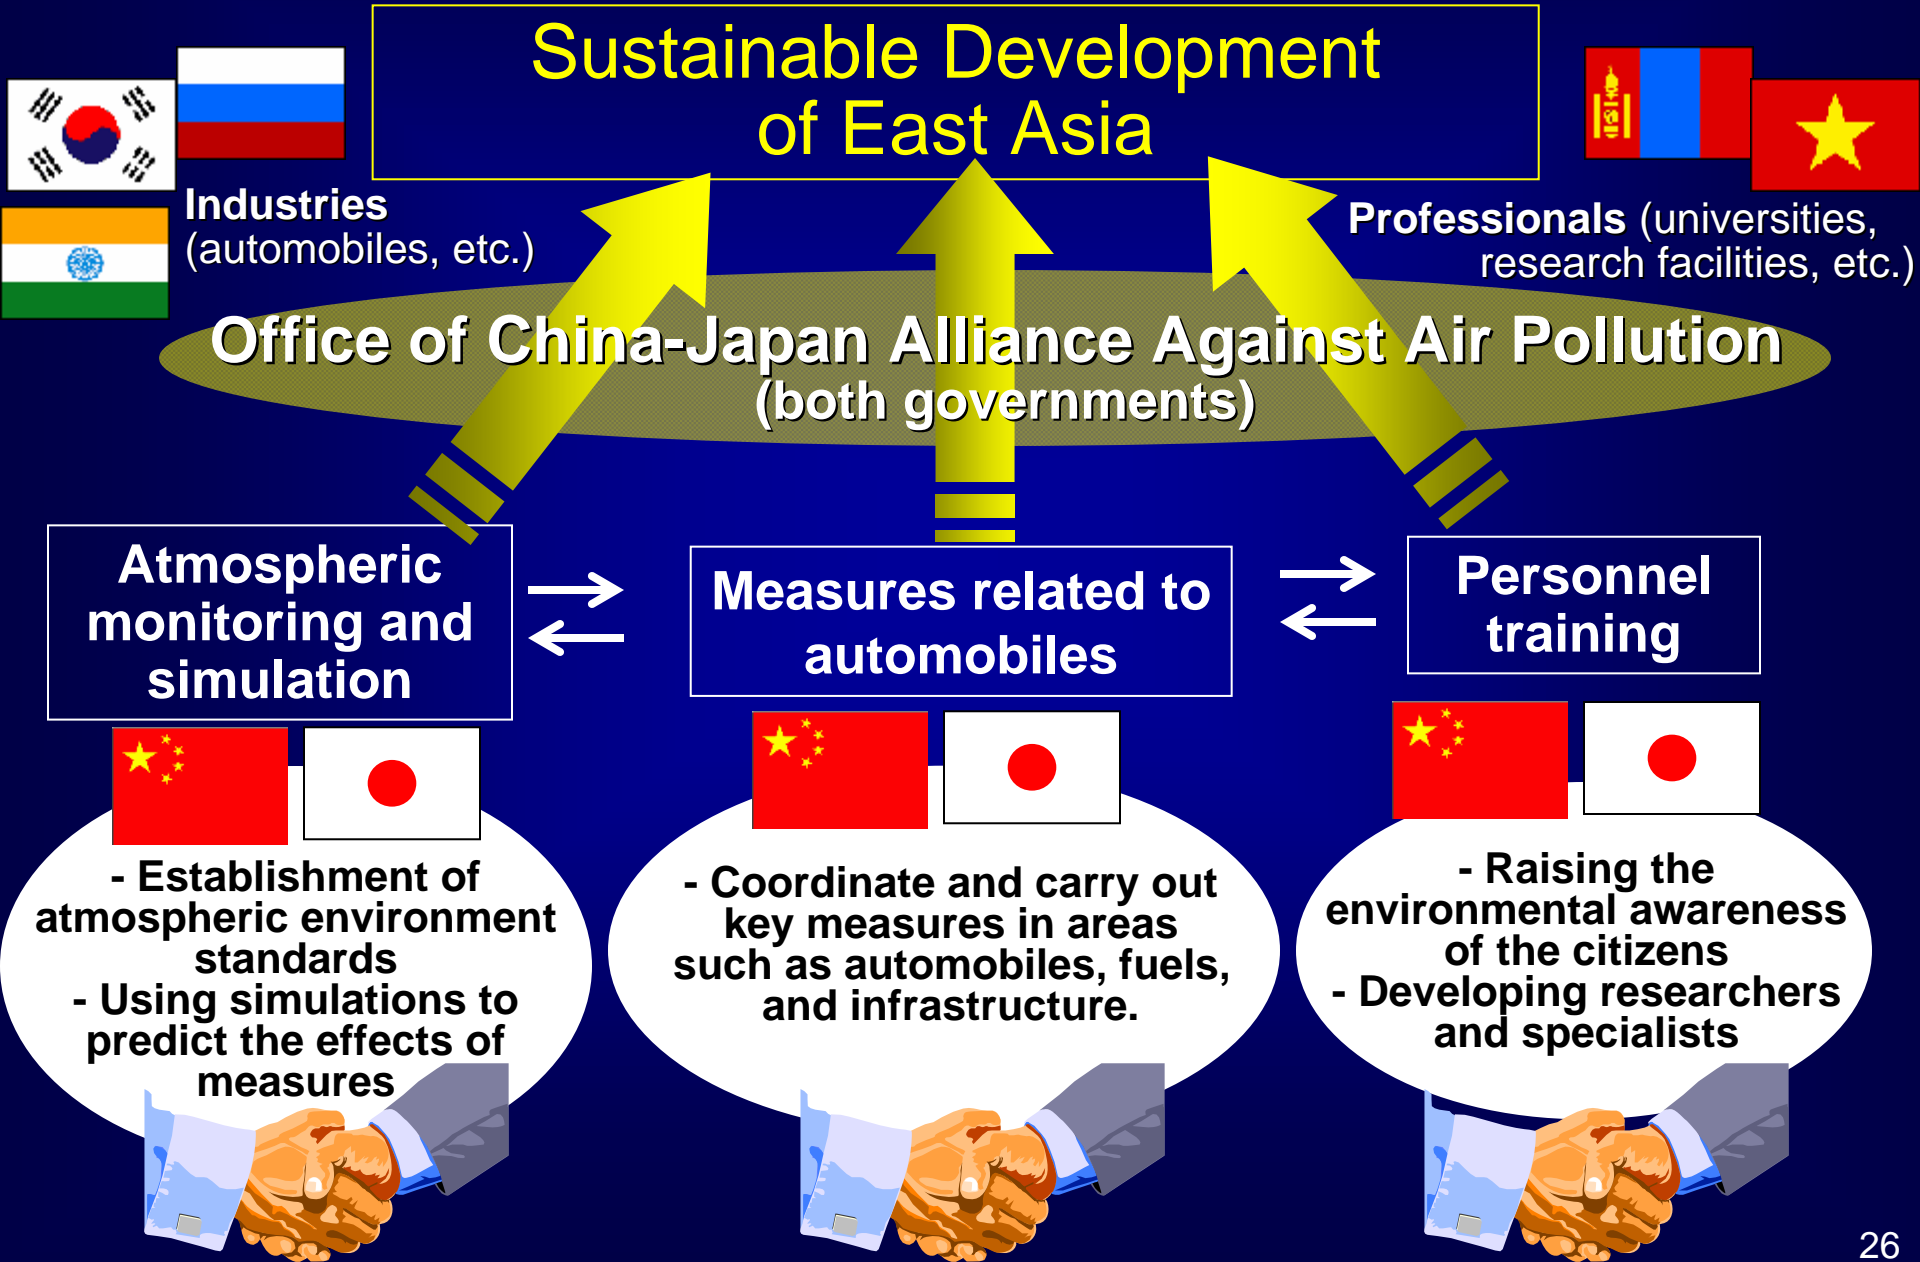 Sustainable Development
of East Asia
Industries
(automobiles, etc.)
Professionals (universities,
research facilities, etc.)
Office of China-Japan Alliance Against Air Pollution
(both governments)
Atmospheric
monitoring and
simulation
Measures related to
automobiles
Personnel
training
- Establishment of
atmospheric environment
standards
- Using simulations to
predict the effects of
measures
- Coordinate and carry out
key measures in areas
such as automobiles, fuels,
and infrastructure.
- Raising the
environmental awareness
of the citizens
- Developing researchers
and specialists
26